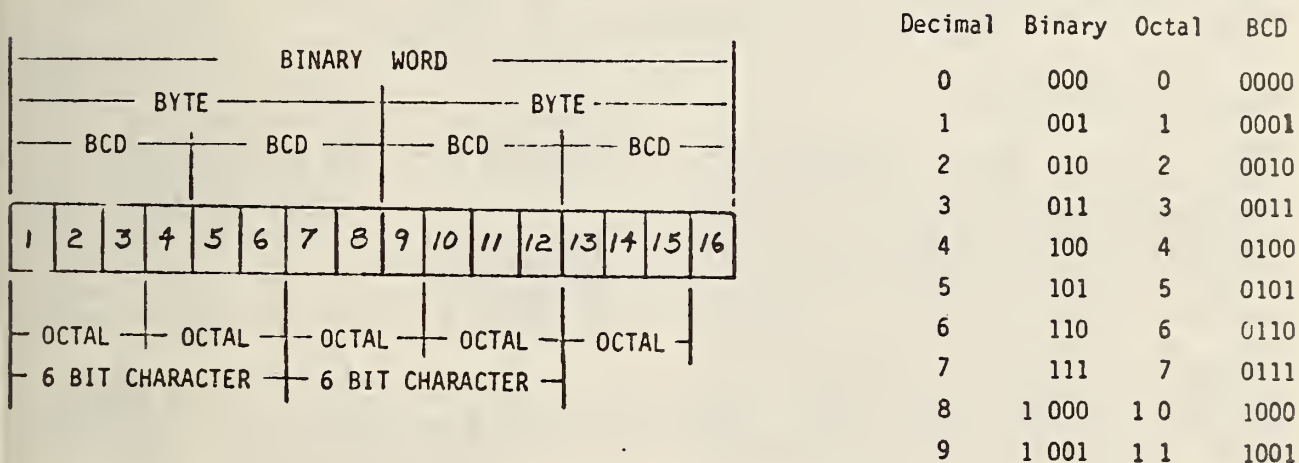 BINARY WORD
BYTE BYTE
BCD BCD BCD BCD
1 2 3 4 5 6 7 8 9 10 11 12 13 14 15 16
OCTAL OCTAL OCTAL OCTAL OCTAL
6 BIT CHARACTER 6 BIT CHARACTER
Decimal Binary Octal BCD
0 000 0 0000
1 001 1 0001
2 010 2 0010
3 011 3 0011
4 100 4 0100
5 101 5 0101
6 110 6 0110
7 111 7 0111
8 1 000 1 0 1000
9 1 001 1 1 1001